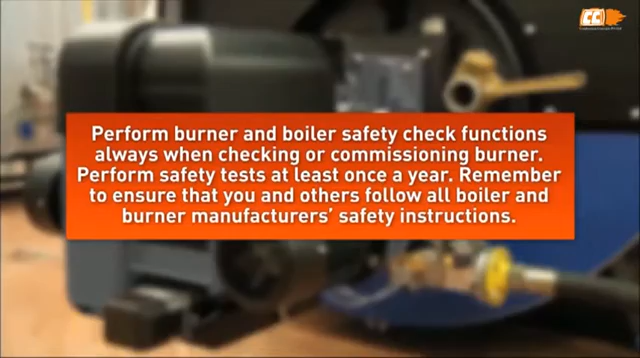 CC
Perform burner and boiler safety check functions
always when checking or commissioning burner.
Perform safety tests at least once a year. Remember
to ensure that you and others follow all boiler and
burner manufacturers' safety instructions.